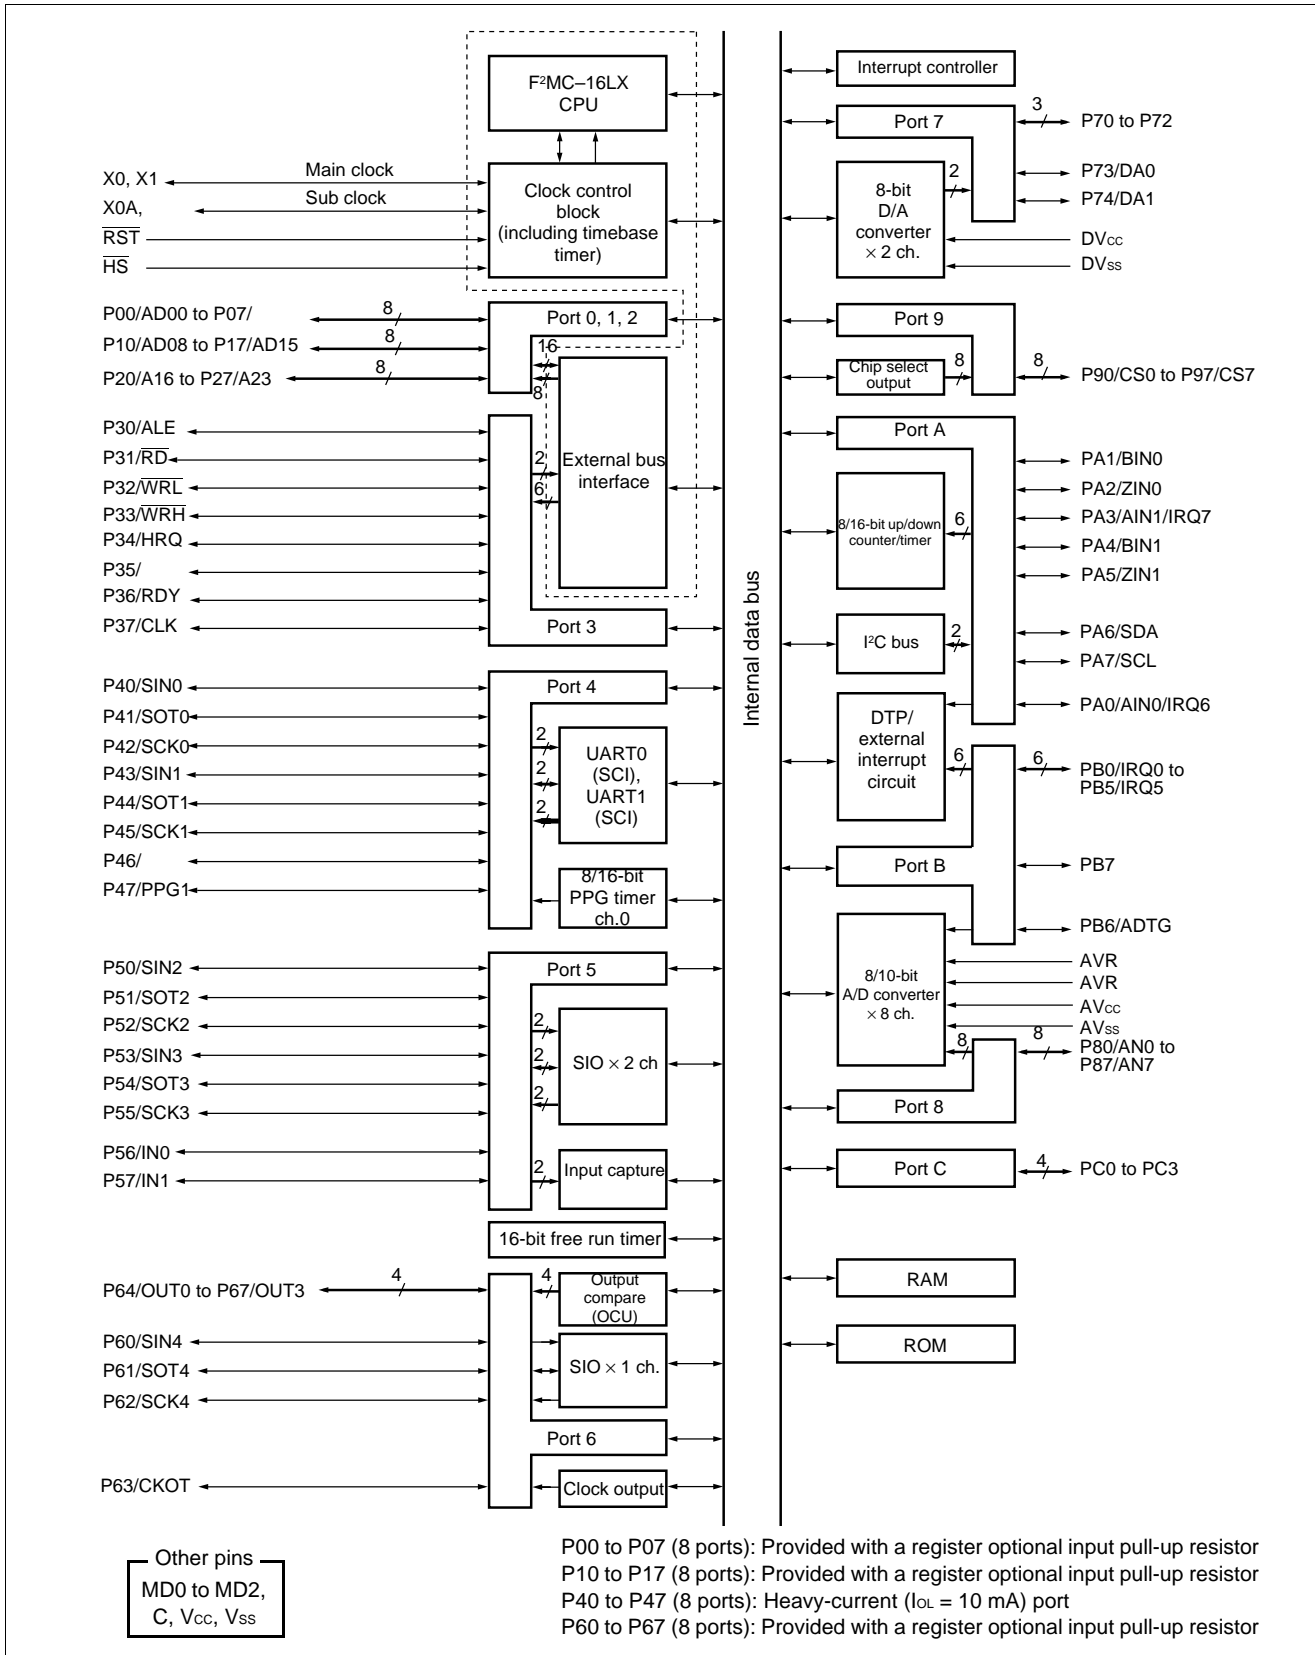 F²MC–16LX
CPU
Main clock
X0, X1
Sub clock
X0A,
RST
HS
Clock control
block
(including timebase
timer)
P00/AD00 to P07/
8
Port 0, 1, 2
P10/AD08 to P17/AD15
8
16
P20/A16 to P27/A23
8
8
P30/ALE
P31/RD
P32/WRL
P33/WRH
P34/HRQ
P35/
P36/RDY
P37/CLK
2
6
External bus
interface
Port 3
P40/SIN0
P41/SOT0
P42/SCK0
P43/SIN1
P44/SOT1
P45/SCK1
P46/
P47/PPG1
Port 4
2
2
2
UART0
(SCI),
UART1
(SCI)
8/16-bit
PPG timer
ch.0
P50/SIN2
P51/SOT2
P52/SCK2
P53/SIN3
P54/SOT3
P55/SCK3
P56/IN0
P57/IN1
Port 5
2
2
2
SIO × 2 ch
2
Input capture
16-bit free run timer
P64/OUT0 to P67/OUT3
4
4
Output
compare
(OCU)
P60/SIN4
P61/SOT4
P62/SCK4
SIO × 1 ch.
Port 6
P63/CKOT
Clock output
Internal data bus
Interrupt controller
Port 7
3
P70 to P72
8-bit
D/A
converter
× 2 ch.
2
P73/DA0
P74/DA1
DVCC
DVSS
Port 9
Chip select
output
8
8
P90/CS0 to P97/CS7
Port A
8/16-bit up/down
counter/timer
6
PA1/BIN0
PA2/ZIN0
PA3/AIN1/IRQ7
PA4/BIN1
PA5/ZIN1
I²C bus
2
PA6/SDA
PA7/SCL
PA0/AIN0/IRQ6
DTP/
external
interrupt
circuit
6
6
PB0/IRQ0 to
PB5/IRQ5
Port B
PB7
PB6/ADTG
8/10-bit
A/D converter
× 8 ch.
AVR
AVR
AVCC
AVSS
8
8
P80/AN0 to
P87/AN7
Port 8
Port C
4
PC0 to PC3
RAM
ROM
Other pins
MD0 to MD2,
C, VCC, VSS
P00 to P07 (8 ports): Provided with a register optional input pull-up resistor
P10 to P17 (8 ports): Provided with a register optional input pull-up resistor
P40 to P47 (8 ports): Heavy-current (IOL = 10 mA) port
P60 to P67 (8 ports): Provided with a register optional input pull-up resistor